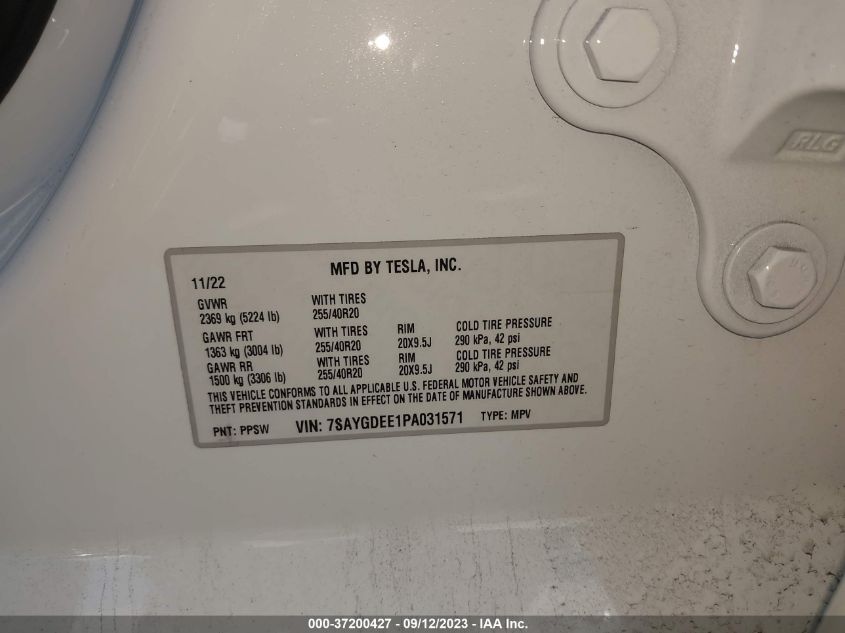 RLG
MFD BY TESLA, INC.
11/22
GVWR WITH TIRES
2369 kg (5224 lb) 255/40R20
GAWR FRT WITH TIRES RIM COLD TIRE PRESSURE
1363 kg (3004 lb) 255/40R20 20X9.5J 290 kPa, 42 psi
GAWR RR WITH TIRES RIM COLD TIRE PRESSURE
1500 kg (3306 lb) 255/40R20 20X9.5J 290 kPa, 42 psi
THIS VEHICLE CONFORMS TO ALL APPLICABLE U.S. FEDERAL MOTOR VEHICLE SAFETY AND
THEFT PREVENTION STANDARDS IN EFFECT ON THE DATE OF MANUFACTURE SHOWN ABOVE.
PNT: PPSW VIN: 7SAYGDEE1PA031571 TYPE: MPV
000-37200427 - 09/12/2023 - IAA Inc.